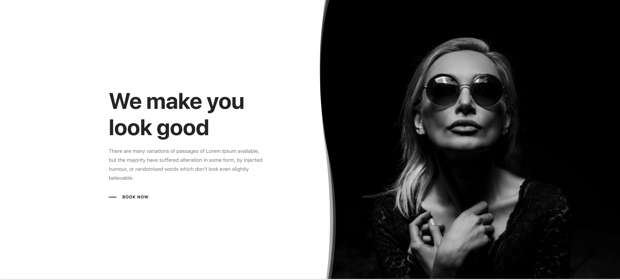 We make you
look good
There are many variations of passages of Lorem Ipsum available,
but the majority have suffered alteration in some form, by injected
humour, or randomised words which don't look even slightly
believable.
BOOK NOW